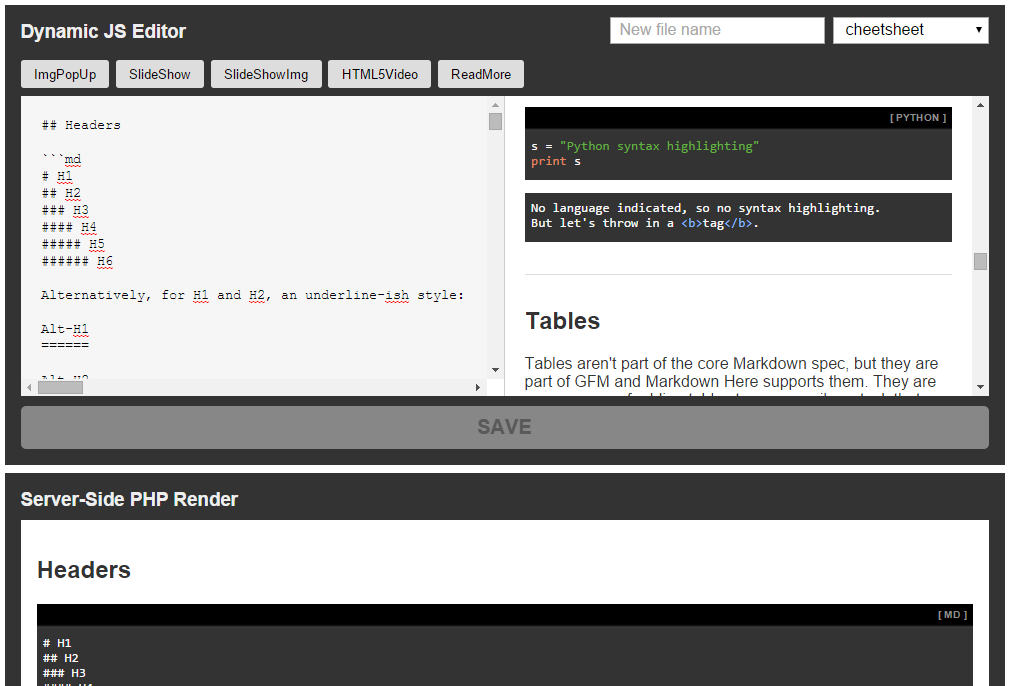 Dynamic JS Editor
New file name
cheetsheet
ImgPopUp
SlideShow
SlideShowImg
HTML5Video
ReadMore
## Headers
```md
# H1
## H2
### H3
#### H4
##### H5
###### H6
Alternatively, for H1 and H2, an underline-ish style:
Alt-H1
======
[ PYTHON ]
s = "Python syntax highlighting"
print s
No language indicated, so no syntax highlighting.
But let's throw in a <b>tag</b>.
Tables
Tables aren't part of the core Markdown spec, but they are
part of GFM and Markdown Here supports them. They are
SAVE
Server-Side PHP Render
Headers
[ MD ]
# H1
## H2
### H3